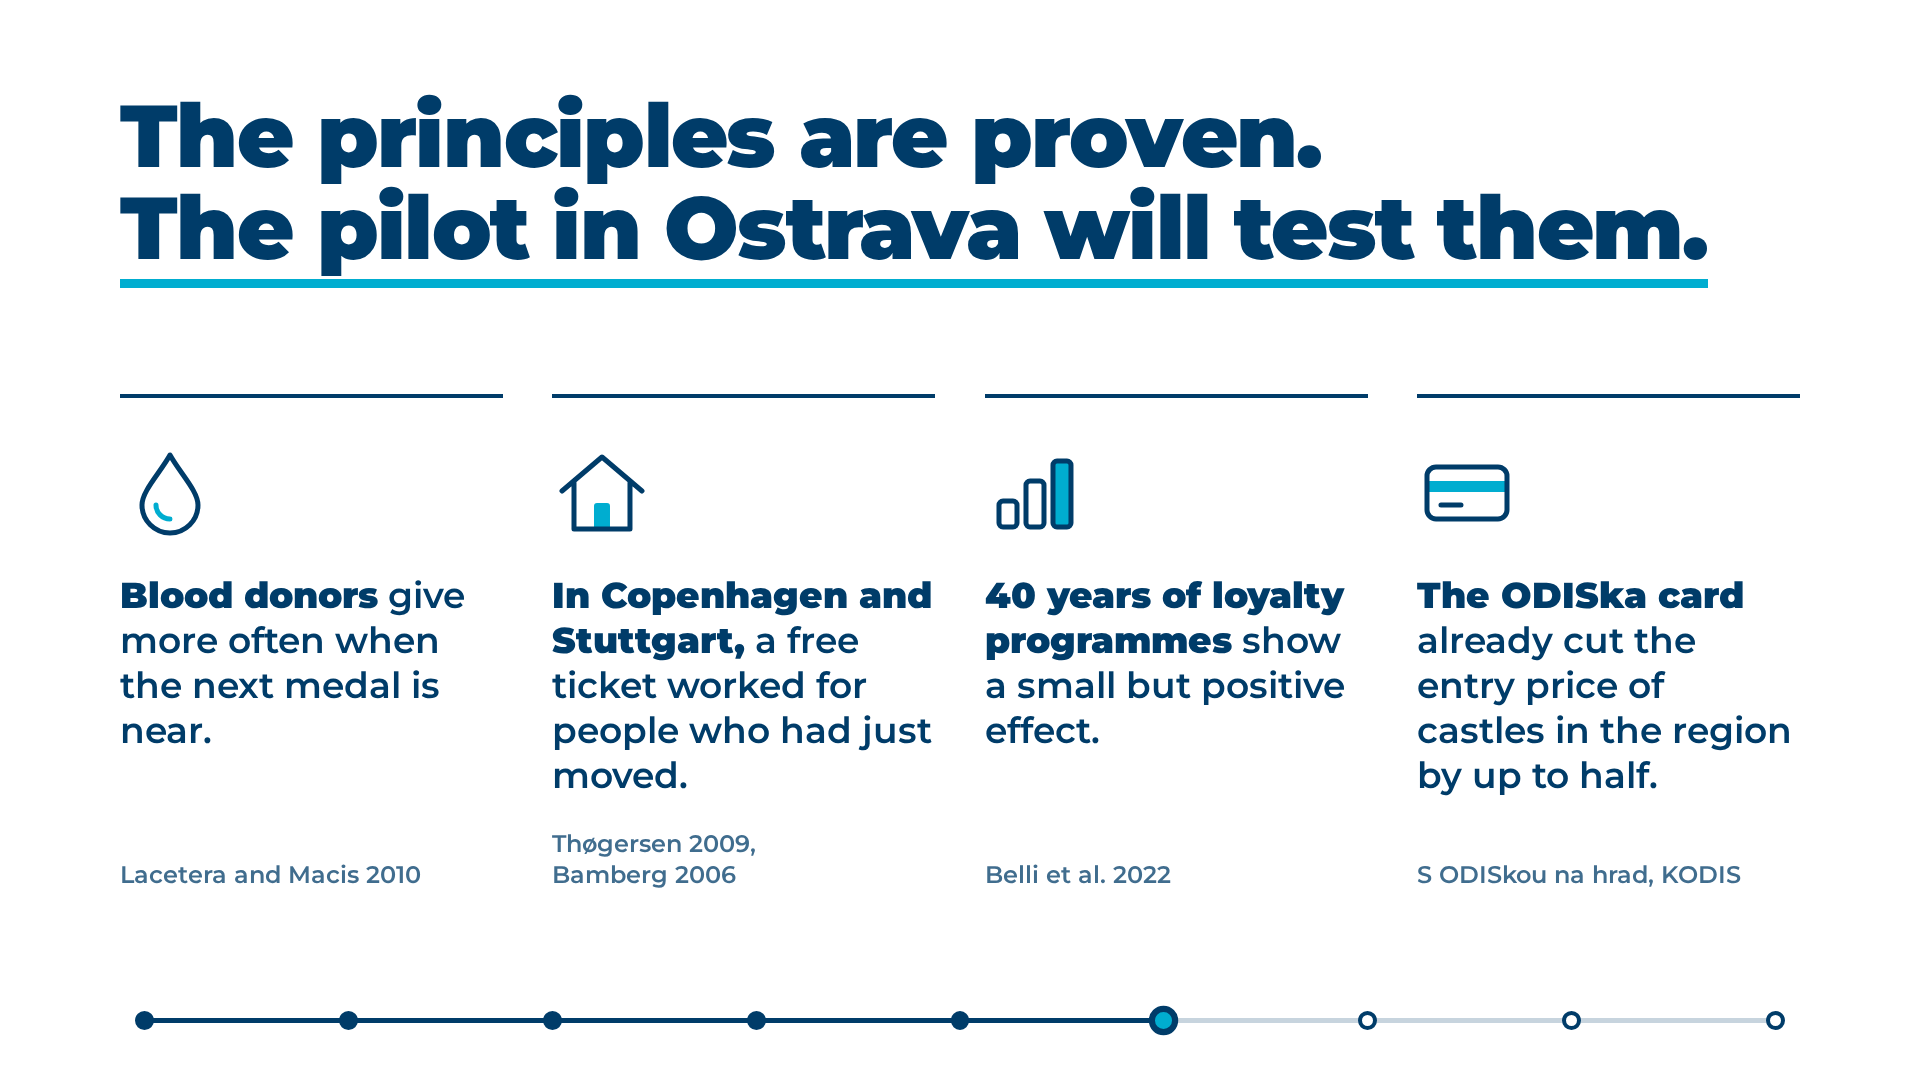 The principles are proven.
The pilot in Ostrava will test them.
Blood donors give
more often when
the next medal is
near.
Lacetera and Macis 2010
In Copenhagen and
Stuttgart, a free
ticket worked for
people who had just
moved.
Thøgersen 2009,
Bamberg 2006
40 years of loyalty
programmes show
a small but positive
effect.
Belli et al. 2022
The ODISka card
already cut the
entry price of
castles in the region
by up to half.
S ODISkou na hrad, KODIS